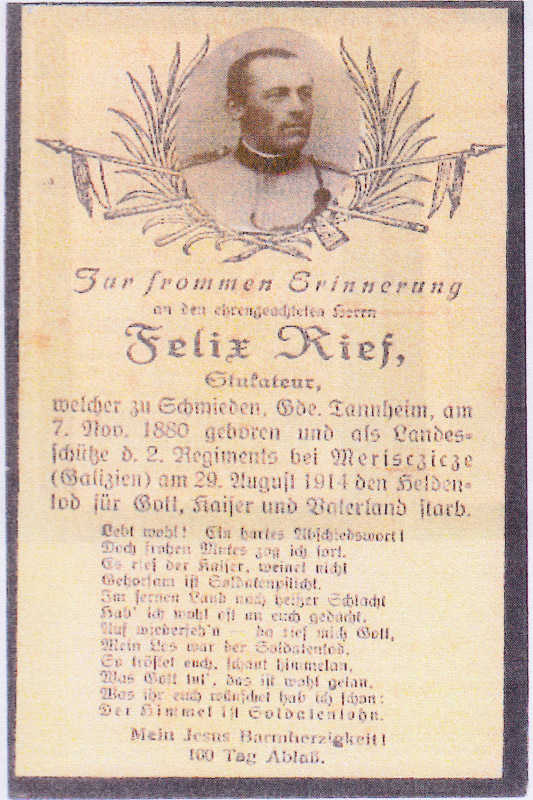 Zur frommen Erinnerung
an den ehrengeachteten Herrn
Felix Rief,
Stukateur,
welcher zu Schmieden, Gde. Tannheim, am
7. Nov. 1880 geboren und als Landes-
schütze d. 2. Regiments bei Merisczicze
(Galizien) am 29. August 1914 den Helden-
tod für Gott, Kaiser und Vaterland starb.
Lebt wohl! Ein hartes Abschiedswort!
Doch frohen Mutes zog ich fort.
Es rief der Kaiser, weinet nicht
Gehorsam ist Soldatenpflicht.
Im fernen Land nach heißer Schlacht
Hab' ich wohl oft an euch gedacht.
Auf wiederseh'n — da rief mich Gott,
Mein Los war der Soldatentod.
So tröstet euch, schaut himmelan,
Was Gott tut', das ist wohl getan.
Was ihr euch wünschet hab ich schon:
Der Himmel ist Soldatenlohn.
Mein Jesus Barmherzigkeit!
100 Tag Ablaß.